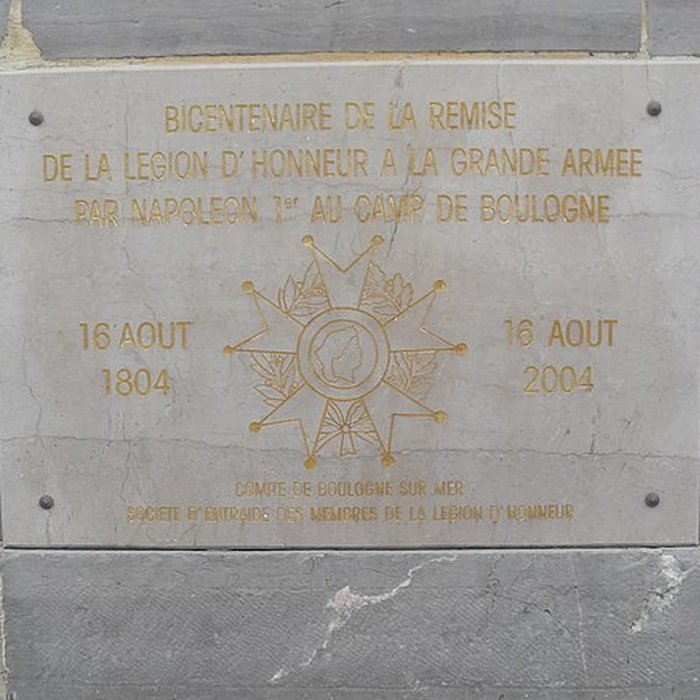 BICENTENAIRE DE LA REMISE
DE LA LEGION D'HONNEUR A LA GRANDE ARMEE
PAR NAPOLEON 1er AU CAMP DE BOULOGNE
16 AOUT
1804
16 AOUT
2004
COMITE DE BOULOGNE SUR MER
SOCIETE D'ENTRAIDE DES MEMBRES DE LA LEGION D'HONNEUR